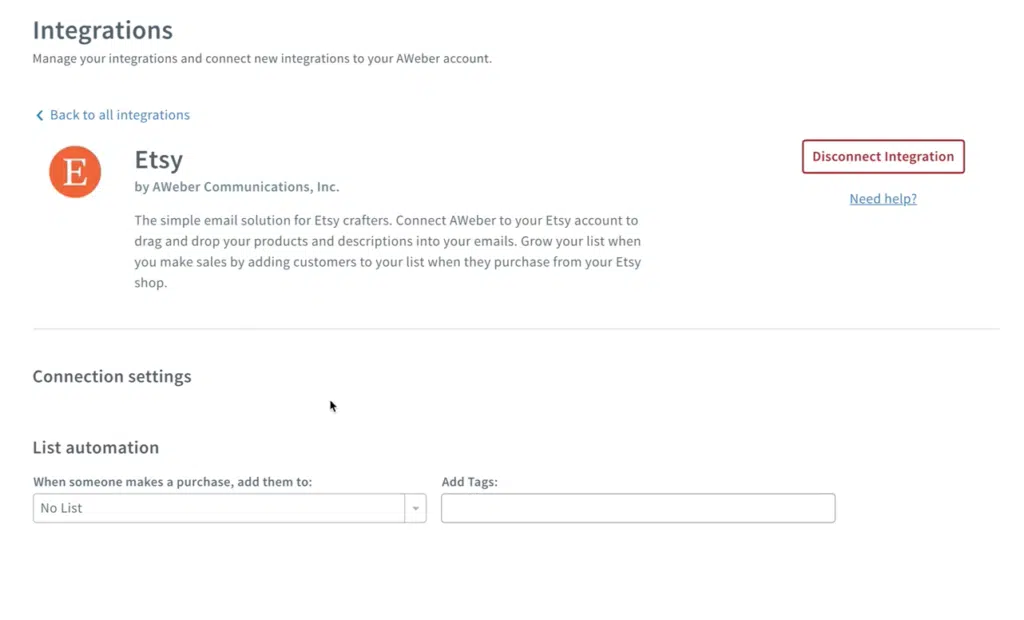 Integrations
Manage your integrations and connect new integrations to your AWeber account.
Back to all integrations
E
Etsy
by AWeber Communications, Inc.
The simple email solution for Etsy crafters. Connect AWeber to your Etsy account to
drag and drop your products and descriptions into your emails. Grow your list when
you make sales by adding customers to your list when they purchase from your Etsy
shop.
Disconnect Integration
Need help?
Connection settings
List automation
When someone makes a purchase, add them to:
No List
Add Tags: